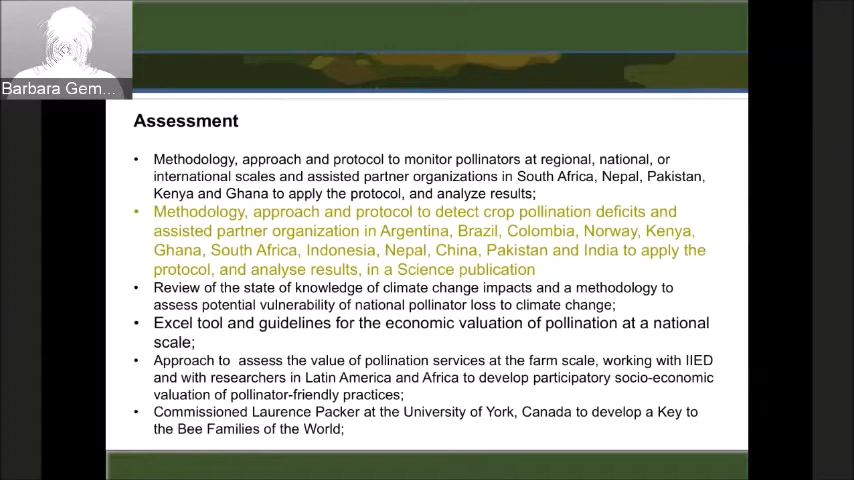 Barbara Gem...
Assessment
• Methodology, approach and protocol to monitor pollinators at regional, national, or
international scales and assisted partner organizations in South Africa, Nepal, Pakistan,
Kenya and Ghana to apply the protocol, and analyze results;
• Methodology, approach and protocol to detect crop pollination deficits and
assisted partner organization in Argentina, Brazil, Colombia, Norway, Kenya,
Ghana, South Africa, Indonesia, Nepal, China, Pakistan and India to apply the
protocol, and analyse results, in a Science publication
• Review of the state of knowledge of climate change impacts and a methodology to
assess potential vulnerability of national pollinator loss to climate change;
• Excel tool and guidelines for the economic valuation of pollination at a national
scale;
• Approach to assess the value of pollination services at the farm scale, working with IIED
and with researchers in Latin America and Africa to develop participatory socio-economic
valuation of pollinator-friendly practices;
• Commissioned Laurence Packer at the University of York, Canada to develop a Key to
the Bee Families of the World;